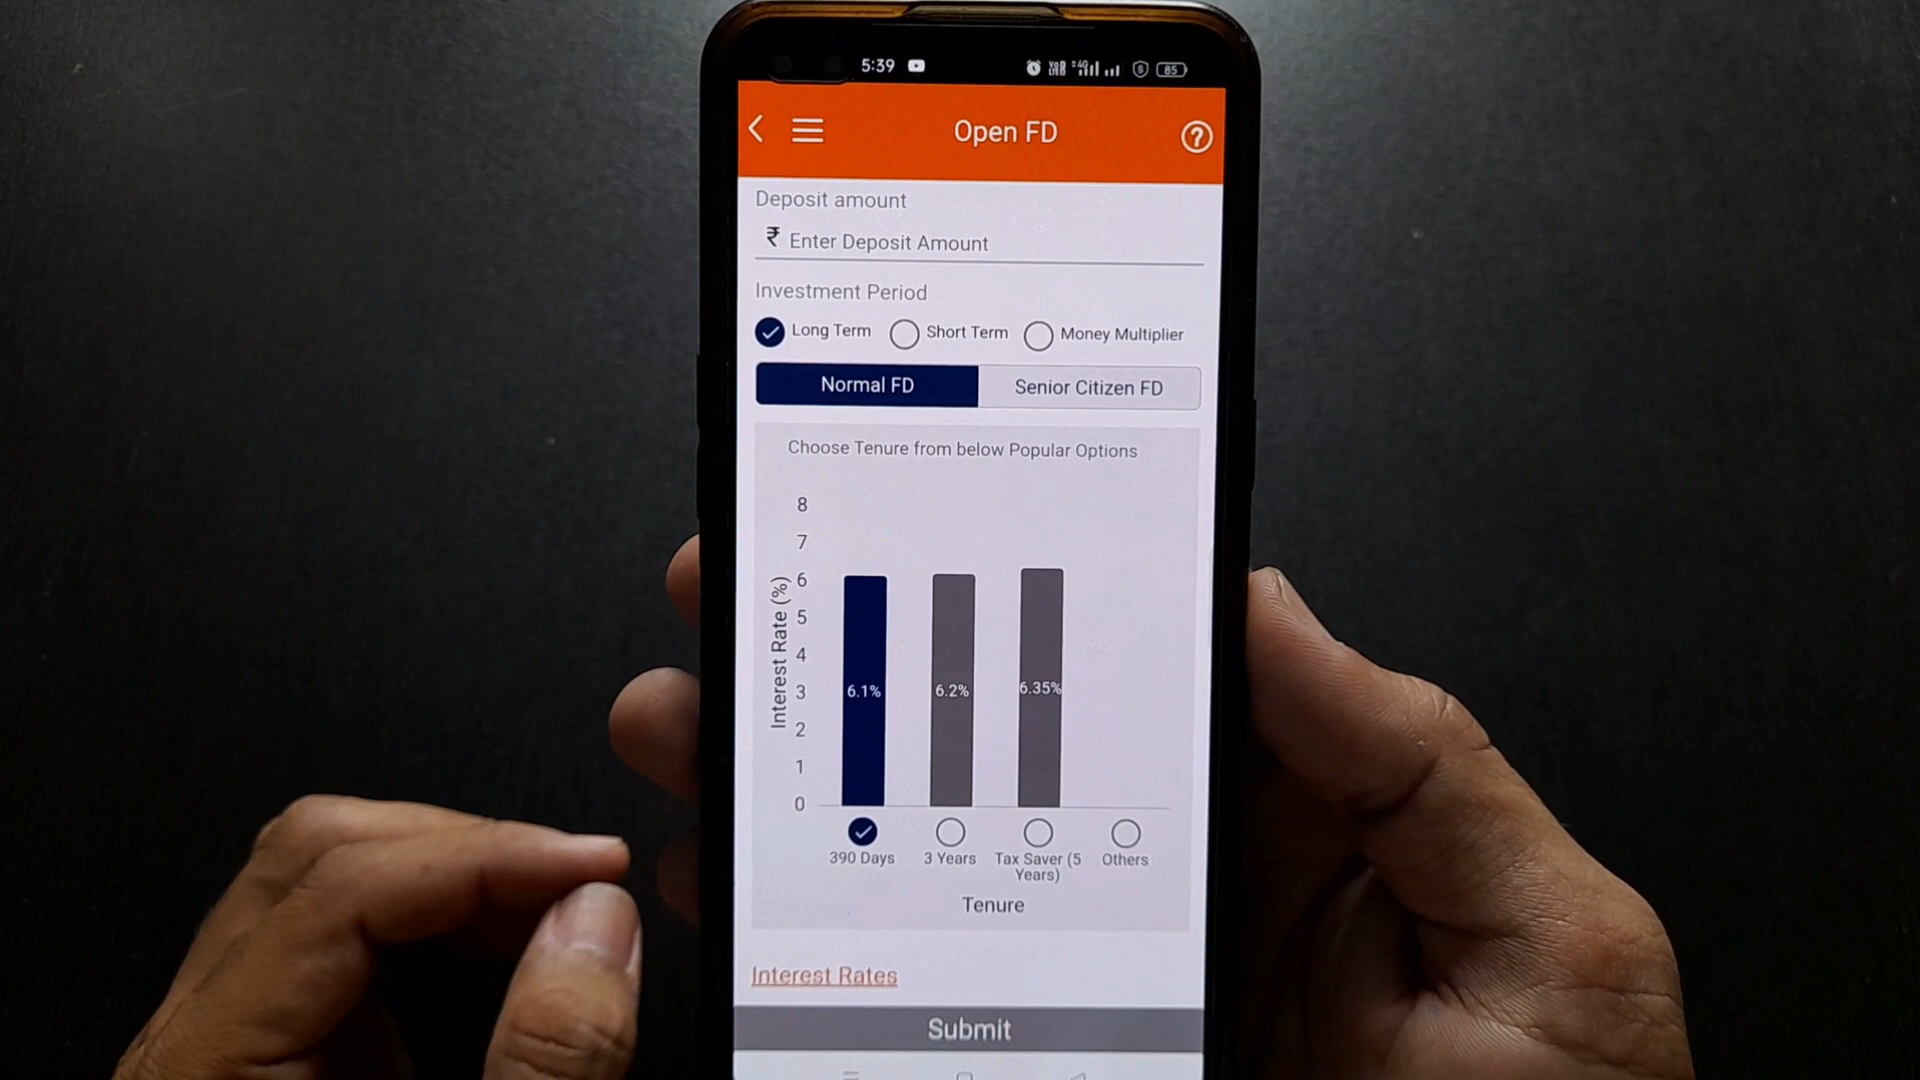 5:39
85
Open FD
Deposit amount
₹ Enter Deposit Amount
Investment Period
Long Term Short Term Money Multiplier
Normal FD Senior Citizen FD
Choose Tenure from below Popular Options
8
7
6
5
4
3
2
1
0
Interest Rate (%)
6.1% 6.2% 6.35%
390 Days 3 Years Tax Saver (5 Years) Others
Tenure
Interest Rates
Submit